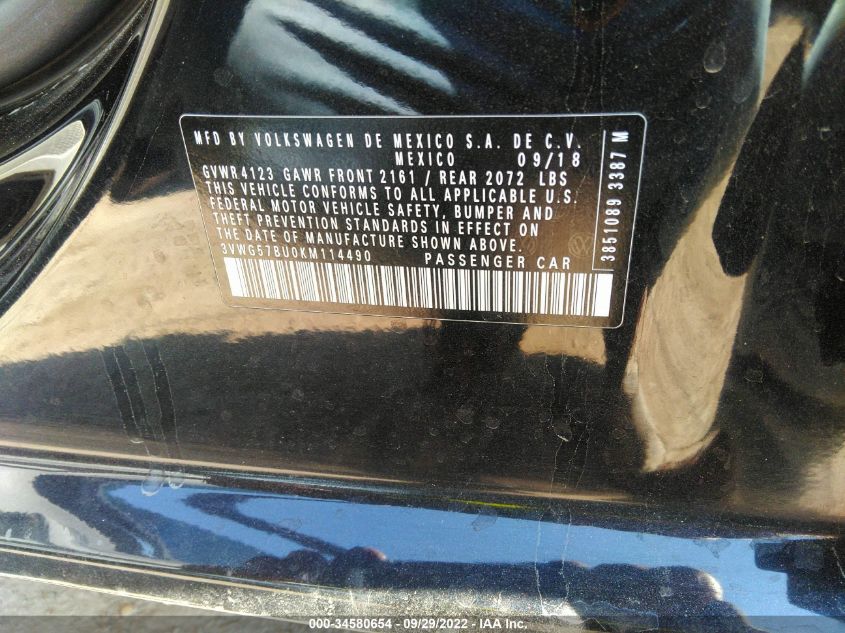 MFD BY VOLKSWAGEN DE MEXICO S.A. DE C.V.
MEXICO 09/18
GVWR 4123 GAWR FRONT 2161 / REAR 2072 LBS
THIS VEHICLE CONFORMS TO ALL APPLICABLE U.S.
FEDERAL MOTOR VEHICLE SAFETY, BUMPER AND
THEFT PREVENTION STANDARDS IN EFFECT ON
THE DATE OF MANUFACTURE SHOWN ABOVE.
3VWG57BU0KM114490 PASSENGER CAR
3851089 3387 M
000-34580654 - 09/29/2022 - IAA Inc.